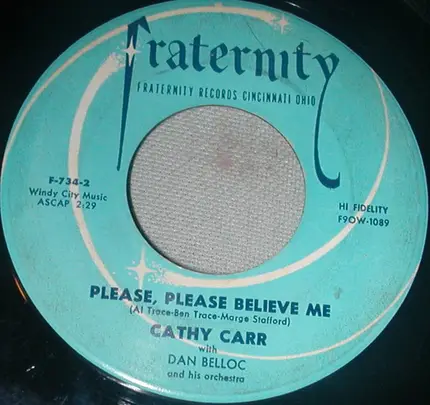 fraternity
FRATERNITY RECORDS CINCINNATI OHIO
F-734-2
Windy City Music
ASCAP 2:29
HI FIDELITY
F9OW-1089
PLEASE, PLEASE BELIEVE ME
(Al Trace-Ben Trace-Marge Stafford)
CATHY CARR
with
DAN BELLOC
and his orchestra